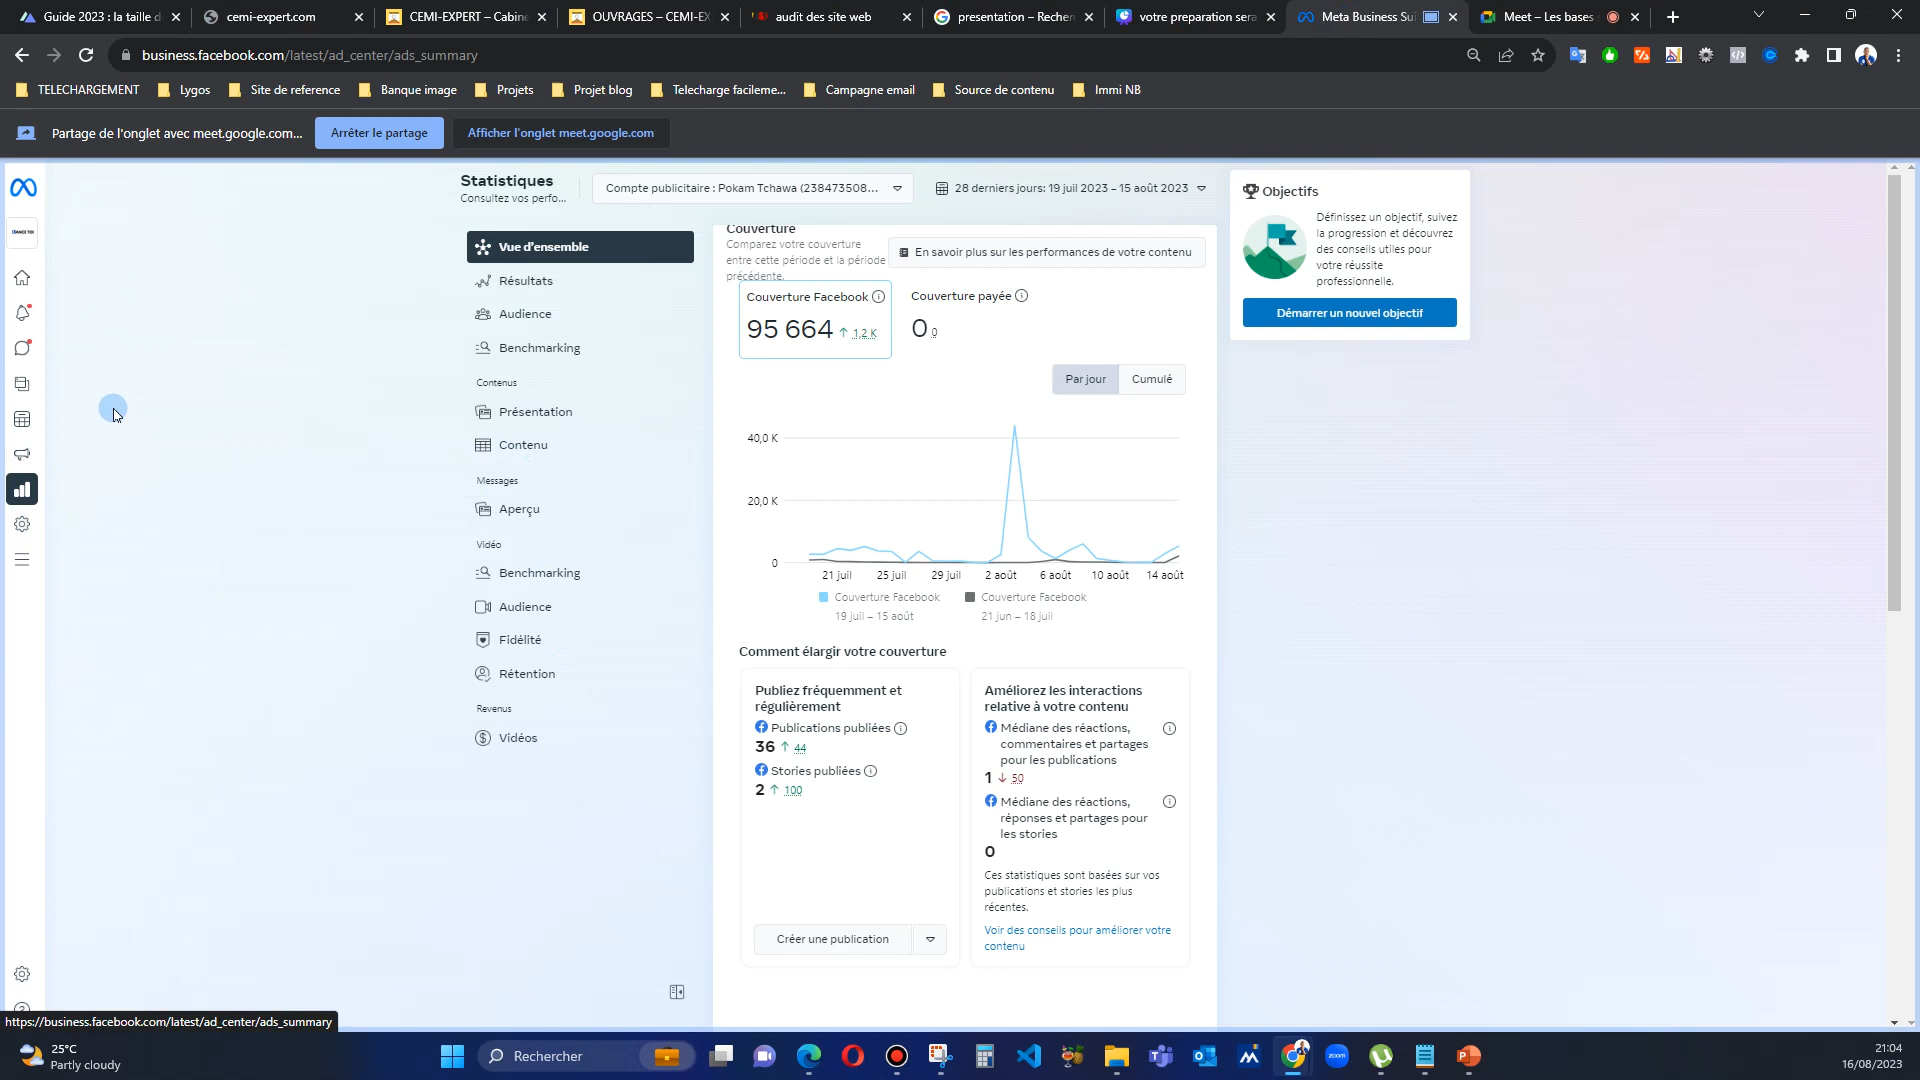 Guide 2023 : la taille d
cemi-expert.com
CEMI-EXPERT – Cabine
OUVRAGES – CEMI-EX
audit des site web
presentation – Recher
votre preparation sera
Meta Business Su
Meet – Les bases
business.facebook.com/latest/ad_center/ads_summary
TELECHARGEMENT
Lygos
Site de reference
Banque image
Projets
Projet blog
Telecharge facileme...
Campagne email
Source de contenu
Immi NB
Partage de l'onglet avec meet.google.com...
Arrêter le partage
Afficher l'onglet meet.google.com
Statistiques
Consultez vos perfo...
Compte publicitaire : Pokam Tchawa (238473508...
28 derniers jours: 19 juil 2023 – 15 août 2023
Vue d'ensemble
Résultats
Audience
Benchmarking
Contenus
Présentation
Contenu
Messages
Aperçu
Vidéo
Benchmarking
Audience
Fidélité
Rétention
Revenus
Vidéos
Couverture
Comparez votre couverture
entre cette période et la période
précédente.
En savoir plus sur les performances de votre contenu
Couverture Facebook
95 664 ↑ 1,2 K
Couverture payée
0 0
Par jour
Cumulé
40,0 K
20,0 K
0
21 juil
25 juil
29 juil
2 août
6 août
10 août
14 août
Couverture Facebook
19 juil – 15 août
Couverture Facebook
21 jun – 18 juil
Comment élargir votre couverture
Publiez fréquemment et
régulièrement
Publications publiées
36 ↑ 44
Stories publiées
2 ↑ 100
Créer une publication
Améliorez les interactions
relative à votre contenu
Médiane des réactions,
commentaires et partages
pour les publications
1 ↓ 50
Médiane des réactions,
réponses et partages pour
les stories
0
Ces statistiques sont basées sur vos
publications et stories les plus
récentes.
Voir des conseils pour améliorer votre
contenu
Objectifs
Définissez un objectif, suivez
la progression et découvrez
des conseils utiles pour
votre réussite
professionnelle.
Démarrer un nouvel objectif
https://business.facebook.com/latest/ad_center/ads_summary
25°C
Partly cloudy
Rechercher
zoom
21:04
16/08/2023